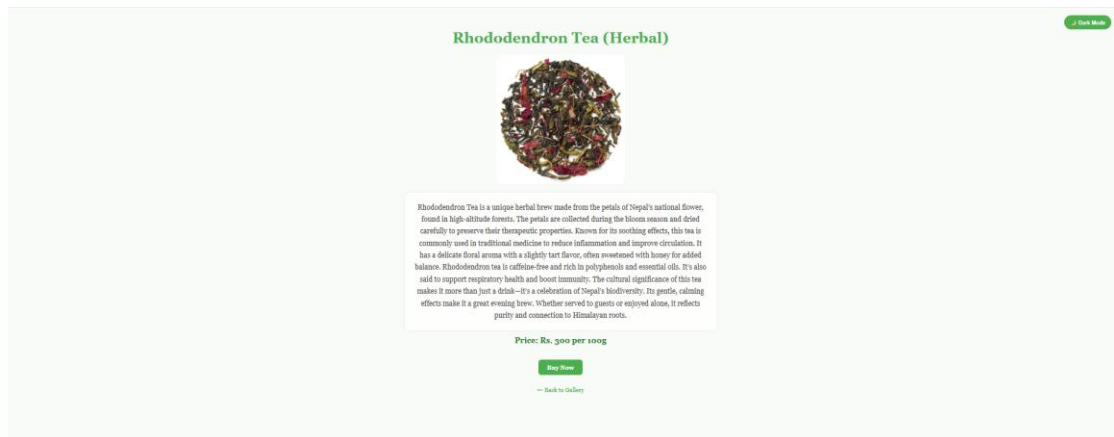 Dark Mode
Rhododendron Tea (Herbal)
Rhododendron Tea is a unique herbal brew made from the petals of Nepal's national flower,
found in high-altitude forests. The petals are collected during the bloom season and dried
carefully to preserve their therapeutic properties. Known for its soothing effects, this tea is
commonly used in traditional medicine to reduce inflammation and improve circulation. It
has a delicate floral aroma with a slightly tart flavor, often sweetened with honey for added
balance. Rhododendron tea is caffeine-free and rich in polyphenols and essential oils. It's also
said to support respiratory health and boost immunity. The cultural significance of this tea
makes it more than just a drink—it's a celebration of Nepal's biodiversity. Its gentle, calming
effects make it a great evening brew. Whether served to guests or enjoyed alone, it reflects
purity and connection to Himalayan roots.
Price: Rs. 300 per 100g
Buy Now
← Back to Gallery